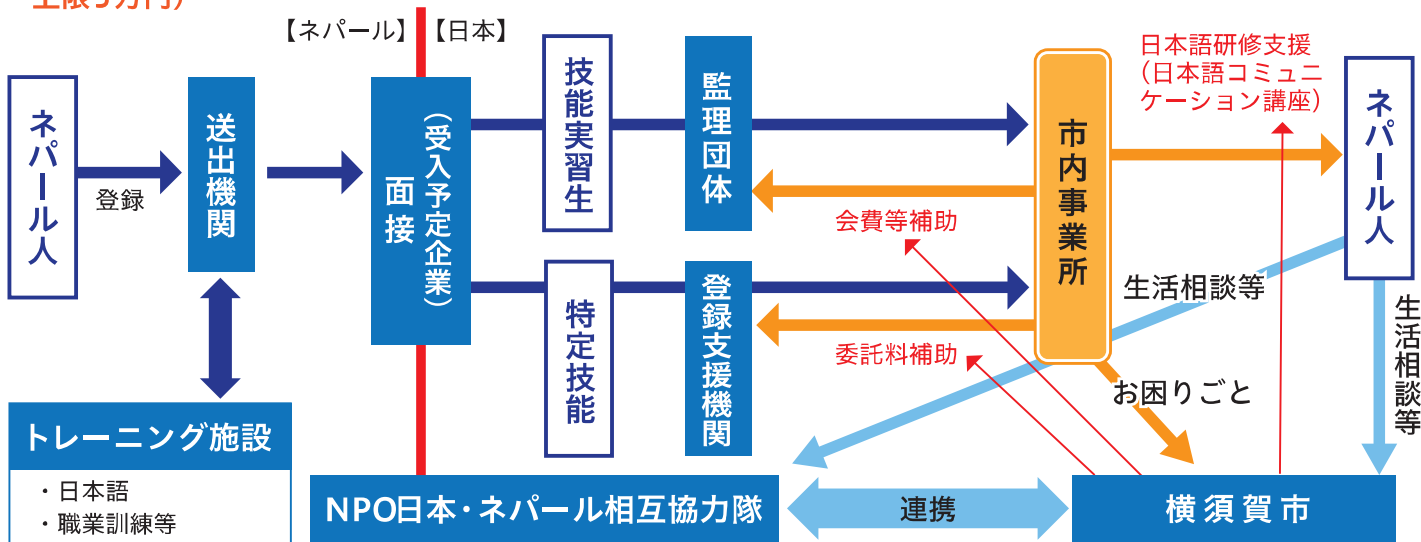 上限5万円）
【ネパール】
【日本】
ネパール人
登録
送出機関
面接
（受入予定企業）
技能実習生
監理団体
特定技能
登録支援機関
会費等補助
委託料補助
市内事業所
日本語研修支援
（日本語コミュニ
ケーション講座）
ネパール人
生活相談等
生活相談等
お困りごと
トレーニング施設
・日本語
・職業訓練等
NPO日本・ネパール相互協力隊
連携
横須賀市